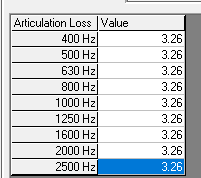 Articulation Loss Value
400 Hz 3.26
500 Hz 3.26
630 Hz 3.26
800 Hz 3.26
1000 Hz 3.26
1250 Hz 3.26
1600 Hz 3.26
2000 Hz 3.26
2500 Hz 3.26